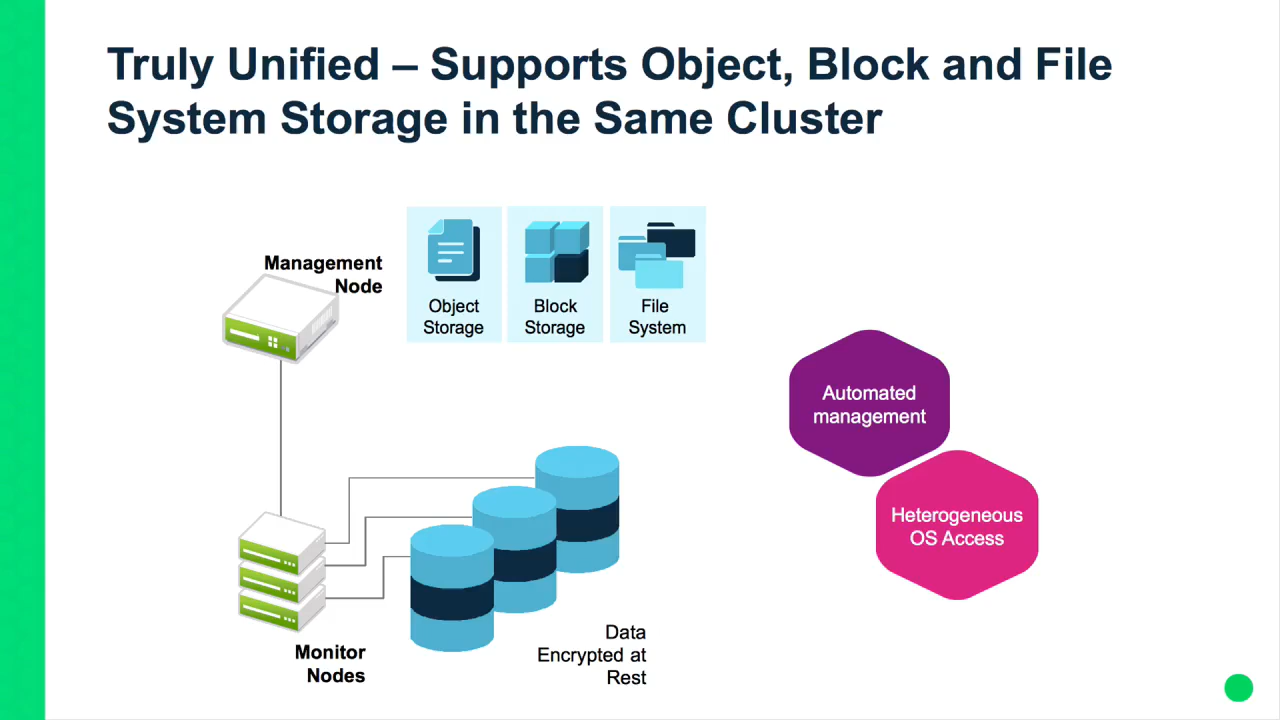 Truly Unified – Supports Object, Block and File
System Storage in the Same Cluster
Management
Node
Object
Storage
Block
Storage
File
System
Automated
management
Heterogeneous
OS Access
Monitor
Nodes
Data
Encrypted at
Rest